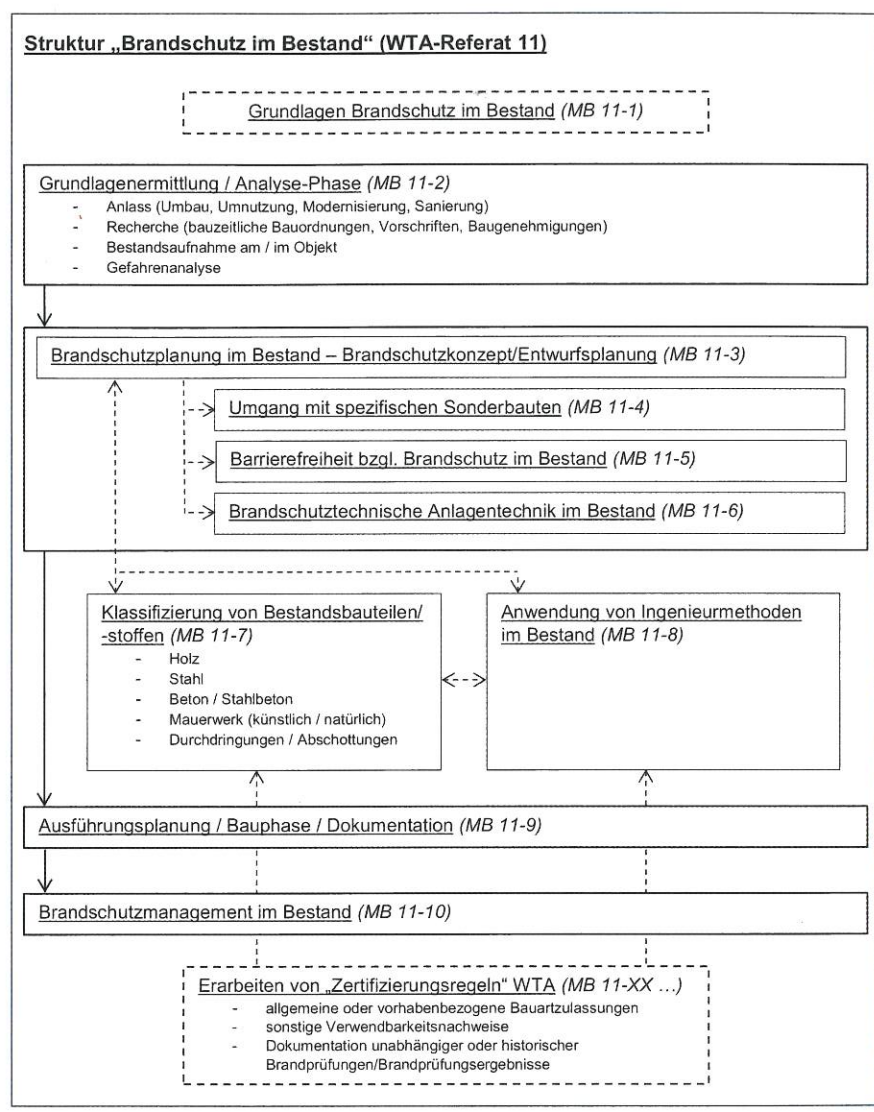 Struktur „Brandschutz im Bestand“ (WTA-Referat 11)
Grundlagen Brandschutz im Bestand (MB 11-1)
Grundlagenermittlung / Analyse-Phase (MB 11-2)
- Anlass (Umbau, Umnutzung, Modernisierung, Sanierung)
- Recherche (bauzeitliche Bauordnungen, Vorschriften, Baugenehmigungen)
- Bestandsaufnahme am / im Objekt
- Gefahrenanalyse
Brandschutzplanung im Bestand – Brandschutzkonzept/Entwurfsplanung (MB 11-3)
Umgang mit spezifischen Sonderbauten (MB 11-4)
Barrierefreiheit bzgl. Brandschutz im Bestand (MB 11-5)
Brandschutztechnische Anlagentechnik im Bestand (MB 11-6)
Klassifizierung von Bestandsbauteilen/
-stoffen (MB 11-7)
- Holz
- Stahl
- Beton / Stahlbeton
- Mauerwerk (künstlich / natürlich)
- Durchdringungen / Abschottungen
Anwendung von Ingenieurmethoden
im Bestand (MB 11-8)
Ausführungsplanung / Bauphase / Dokumentation (MB 11-9)
Brandschutzmanagement im Bestand (MB 11-10)
Erarbeiten von „Zertifizierungsregeln“ WTA (MB 11-XX ...)
- allgemeine oder vorhabenbezogene Bauartzulassungen
- sonstige Verwendbarkeitsnachweise
- Dokumentation unabhängiger oder historischer
Brandprüfungen/Brandprüfungsergebnisse